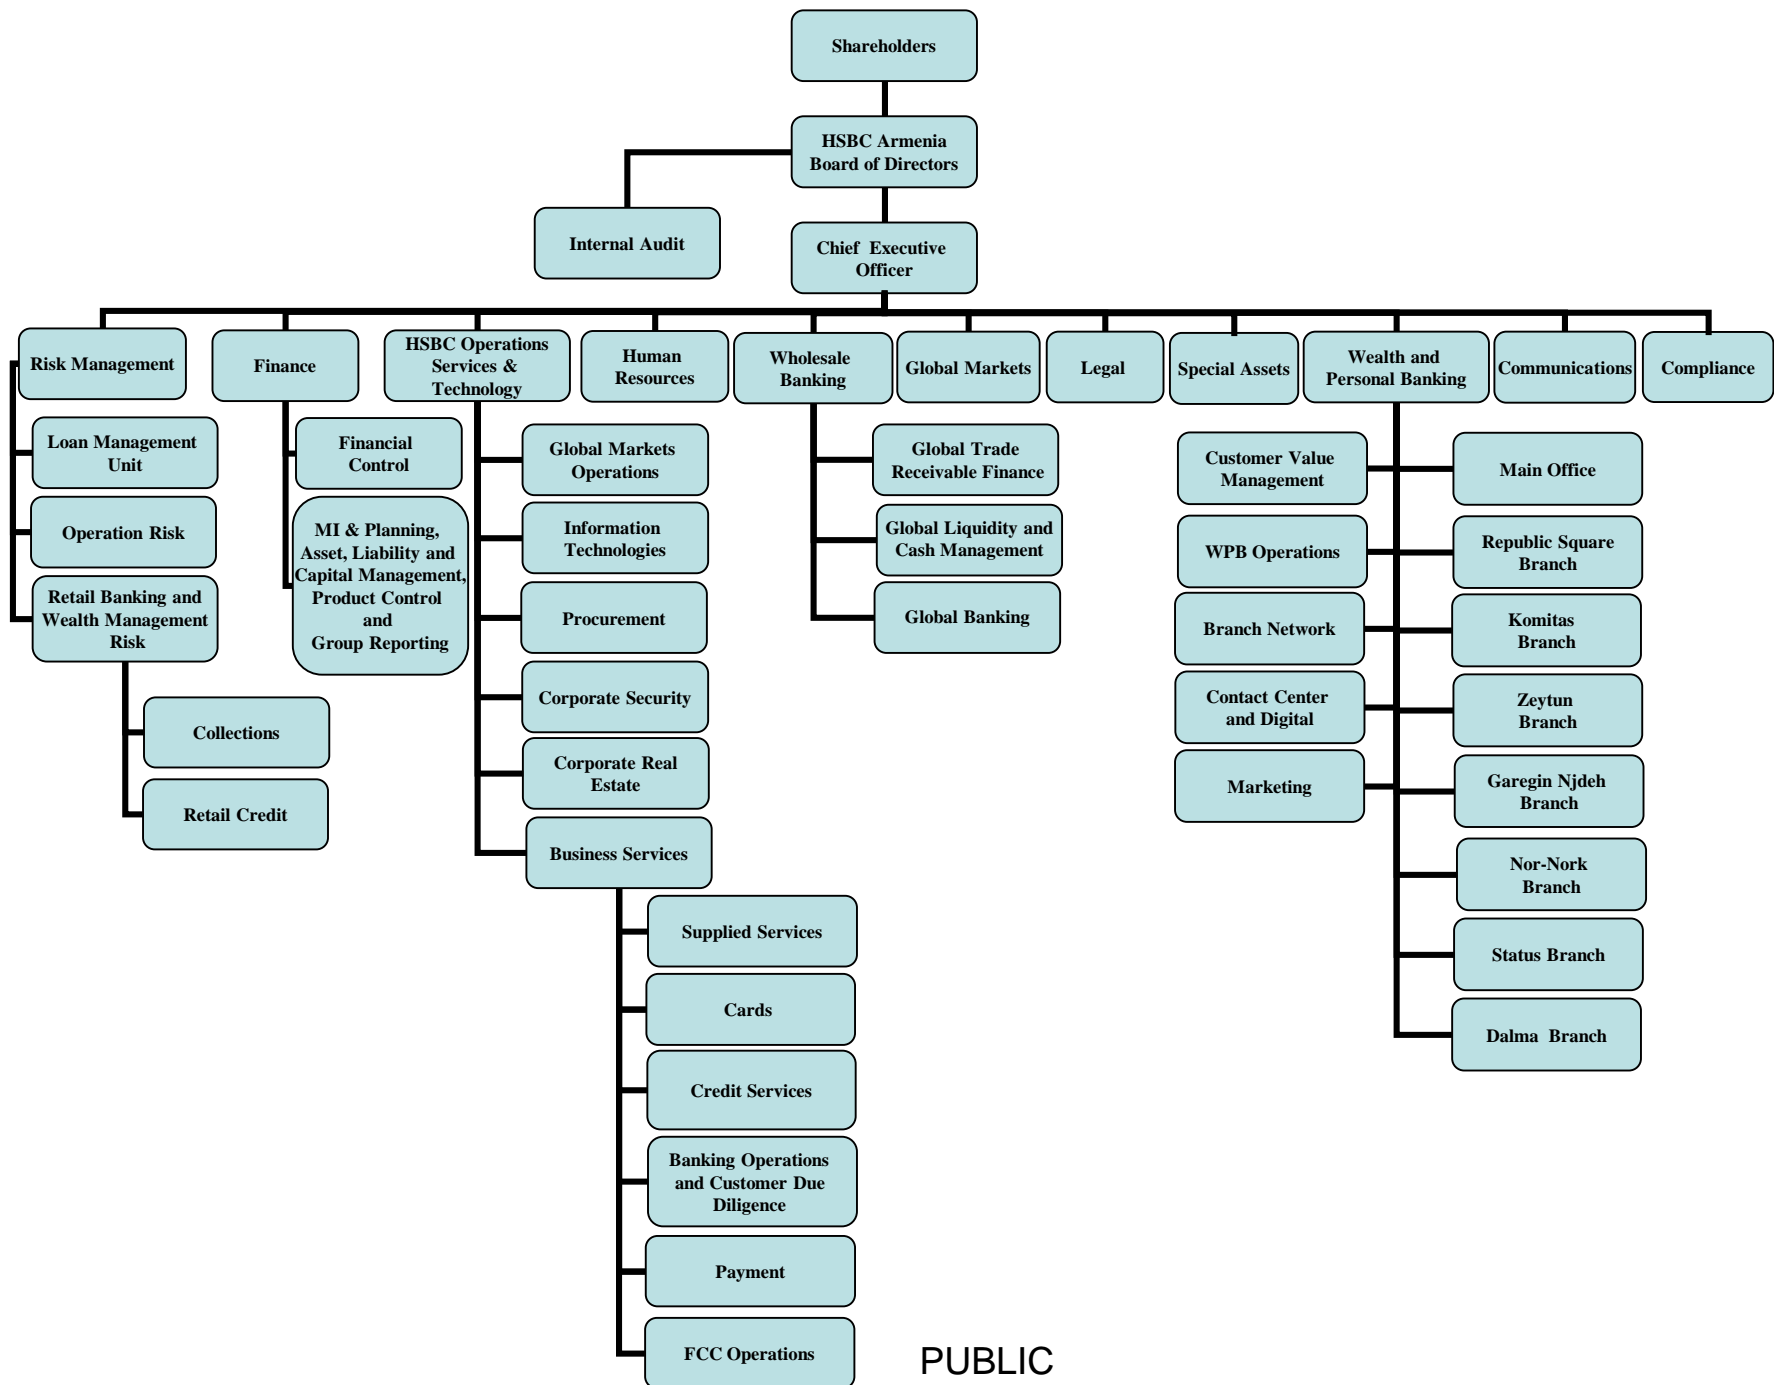 Shareholders
HSBC Armenia
Board of Directors
Internal Audit
Chief Executive
Officer
Risk Management
Finance
HSBC Operations
Services &
Technology
Human
Resources
Wholesale
Banking
Global Markets
Legal
Special Assets
Wealth and
Personal Banking
Communications
Compliance
Loan Management
Unit
Operation Risk
Retail Banking and
Wealth Management
Risk
Collections
Retail Credit
Financial
Control
MI & Planning,
Asset, Liability and
Capital Management,
Product Control
and
Group Reporting
Global Markets
Operations
Information
Technologies
Procurement
Corporate Security
Corporate Real
Estate
Business Services
Supplied Services
Cards
Credit Services
Banking Operations
and Customer Due
Diligence
Payment
FCC Operations
Global Trade
Receivable Finance
Global Liquidity and
Cash Management
Global Banking
Customer Value
Management
WPB Operations
Branch Network
Contact Center
and Digital
Marketing
Main Office
Republic Square
Branch
Komitas
Branch
Zeytun
Branch
Garegin Njdeh
Branch
Nor-Nork
Branch
Status Branch
Dalma Branch
PUBLIC